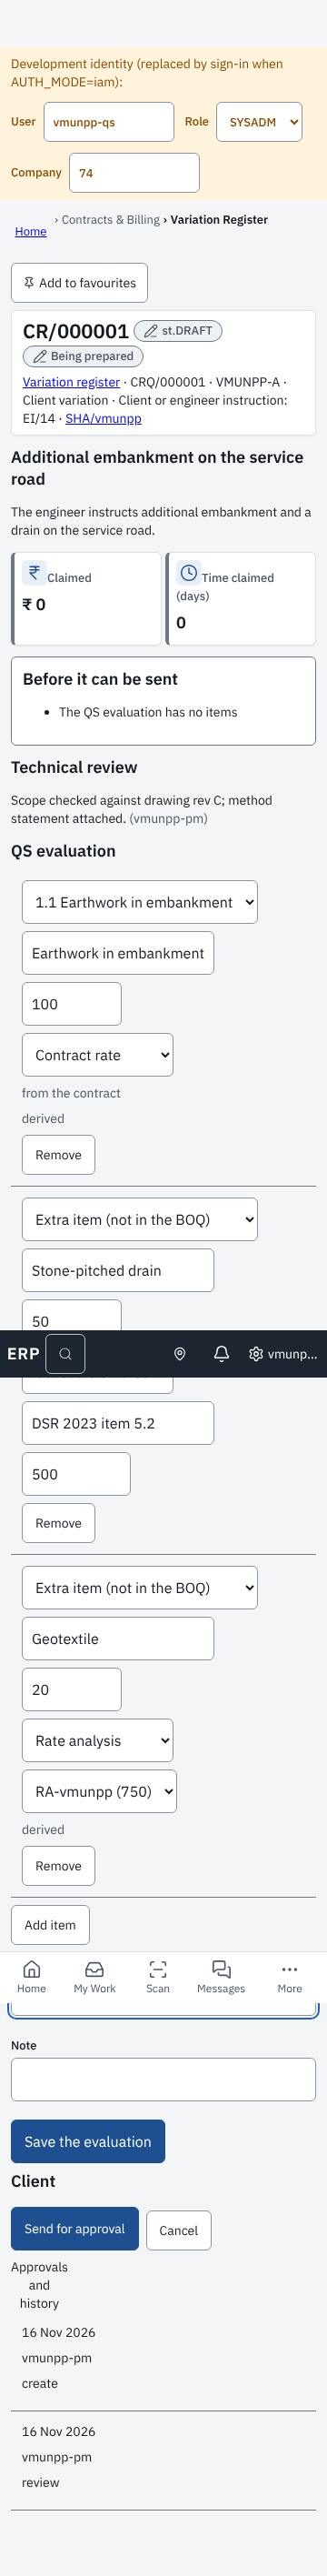 Development identity (replaced by sign-in when
AUTH_MODE=iam):
User vmunpp-qs Role SYSADM
Company 74
Home › Contracts & Billing › Variation Register
Add to favourites
CR/000001 st.DRAFT
Being prepared
Variation register · CRQ/000001 · VMUNPP-A ·
Client variation · Client or engineer instruction:
EI/14 · SHA/vmunpp
Additional embankment on the service
road
The engineer instructs additional embankment and a
drain on the service road.
Claimed
₹ 0
Time claimed
(days)
0
Before it can be sent
• The QS evaluation has no items
Technical review
Scope checked against drawing rev C; method
statement attached. (vmunpp-pm)
QS evaluation
1.1 Earthwork in embankment
Earthwork in embankment
100
Contract rate
from the contract
derived
Remove
Extra item (not in the BOQ)
Stone-pitched drain
50
ERP vmunp...
DSR 2023 item 5.2
500
Remove
Extra item (not in the BOQ)
Geotextile
20
Rate analysis
RA-vmunpp (750)
derived
Remove
Add item
Home My Work Scan Messages More
Note
Save the evaluation
Client
Send for approval Cancel
Approvals
and
history
16 Nov 2026
vmunpp-pm
create
16 Nov 2026
vmunpp-pm
review